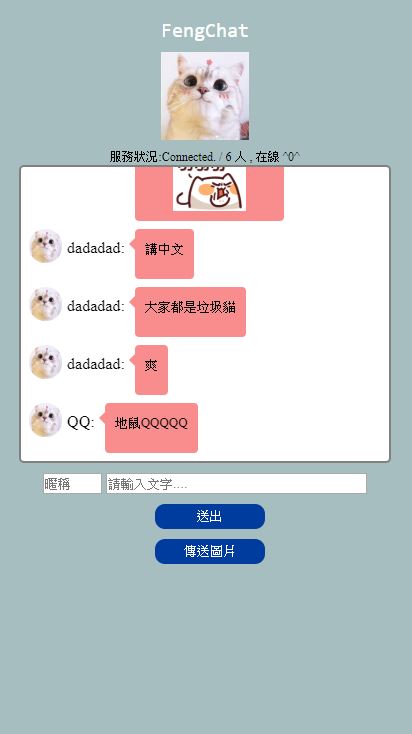 FengChat
服務狀況:Connected. / 6 人 , 在線 ^0^
dadadad:
講中文
dadadad:
大家都是垃圾貓
dadadad:
爽
QQ:
地鼠QQQQQ
暱稱
請輸入文字....
送出
傳送圖片